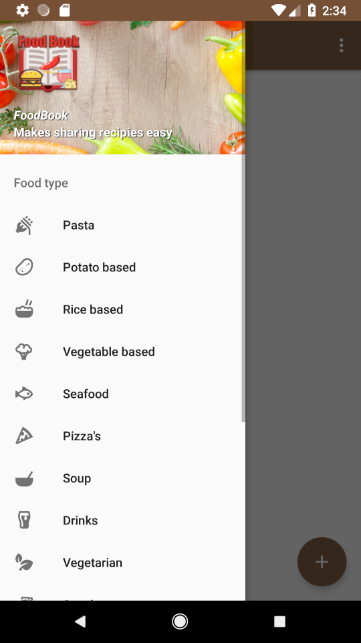 2:34
Food Book
FoodBook
Makes sharing recipies easy
Food type
Pasta
Potato based
Rice based
Vegetable based
Seafood
Pizza's
Soup
Drinks
Vegetarian